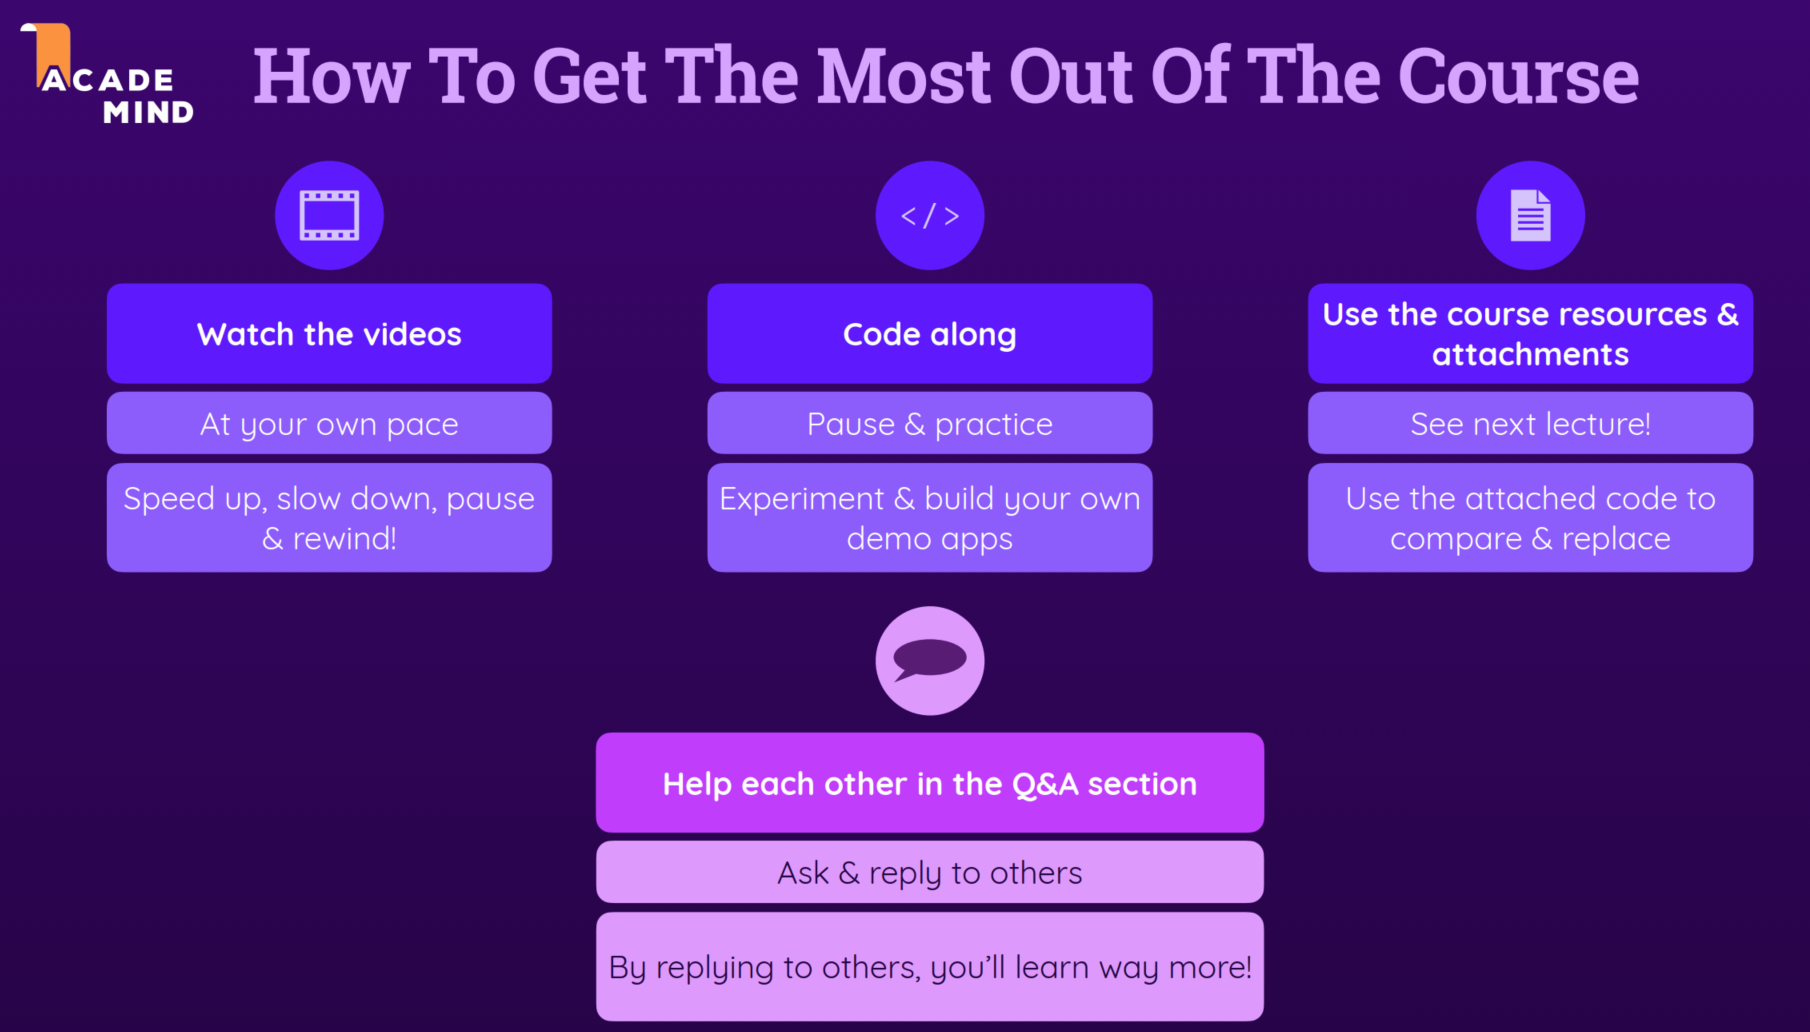 ACADE
MIND
How To Get The Most Out Of The Course
</>
Watch the videos
At your own pace
Speed up, slow down, pause
& rewind!
Code along
Pause & practice
Experiment & build your own
demo apps
Use the course resources &
attachments
See next lecture!
Use the attached code to
compare & replace
Help each other in the Q&A section
Ask & reply to others
By replying to others, you’ll learn way more!